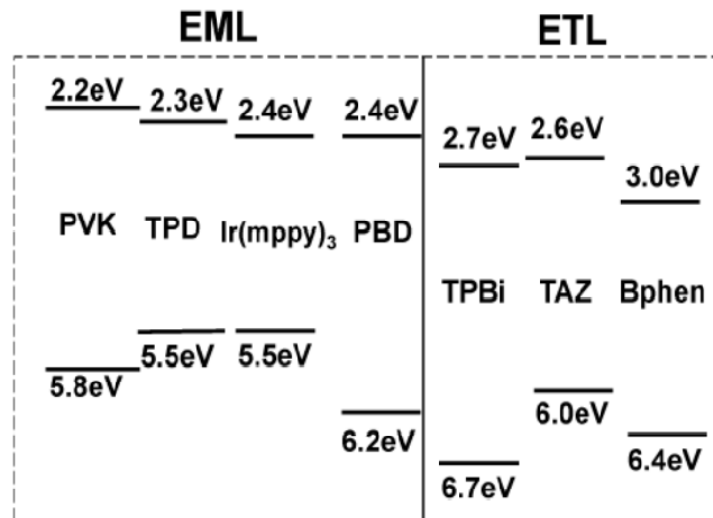 EML ETL
2.2eV 2.3eV 2.4eV 2.4eV
2.7eV 2.6eV
3.0eV
PVK TPD Ir(mppy)₃ PBD
TPBi TAZ Bphen
5.5eV 5.5eV
5.8eV
6.0eV
6.2eV
6.4eV
6.7eV